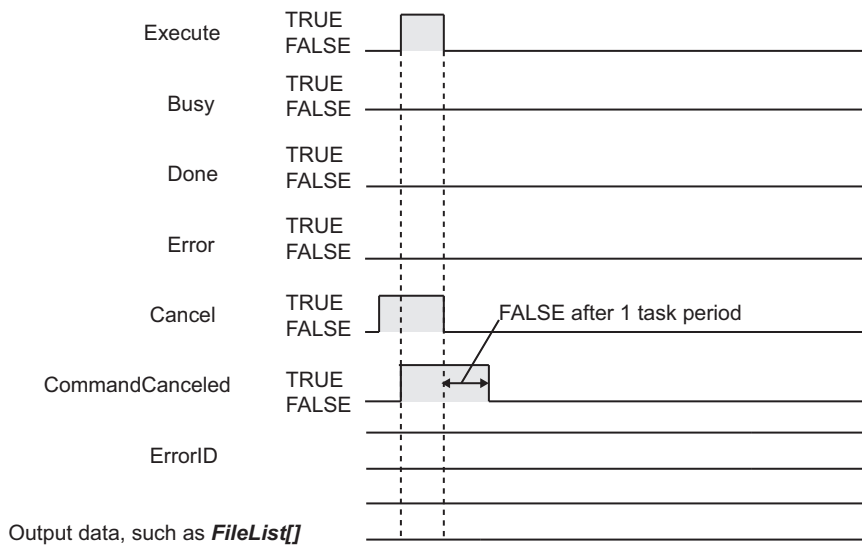 Execute
TRUE
FALSE
Busy
TRUE
FALSE
Done
TRUE
FALSE
Error
TRUE
FALSE
Cancel
TRUE
FALSE
FALSE after 1 task period
CommandCanceled
TRUE
FALSE
ErrorID
Output data, such as FileList[]